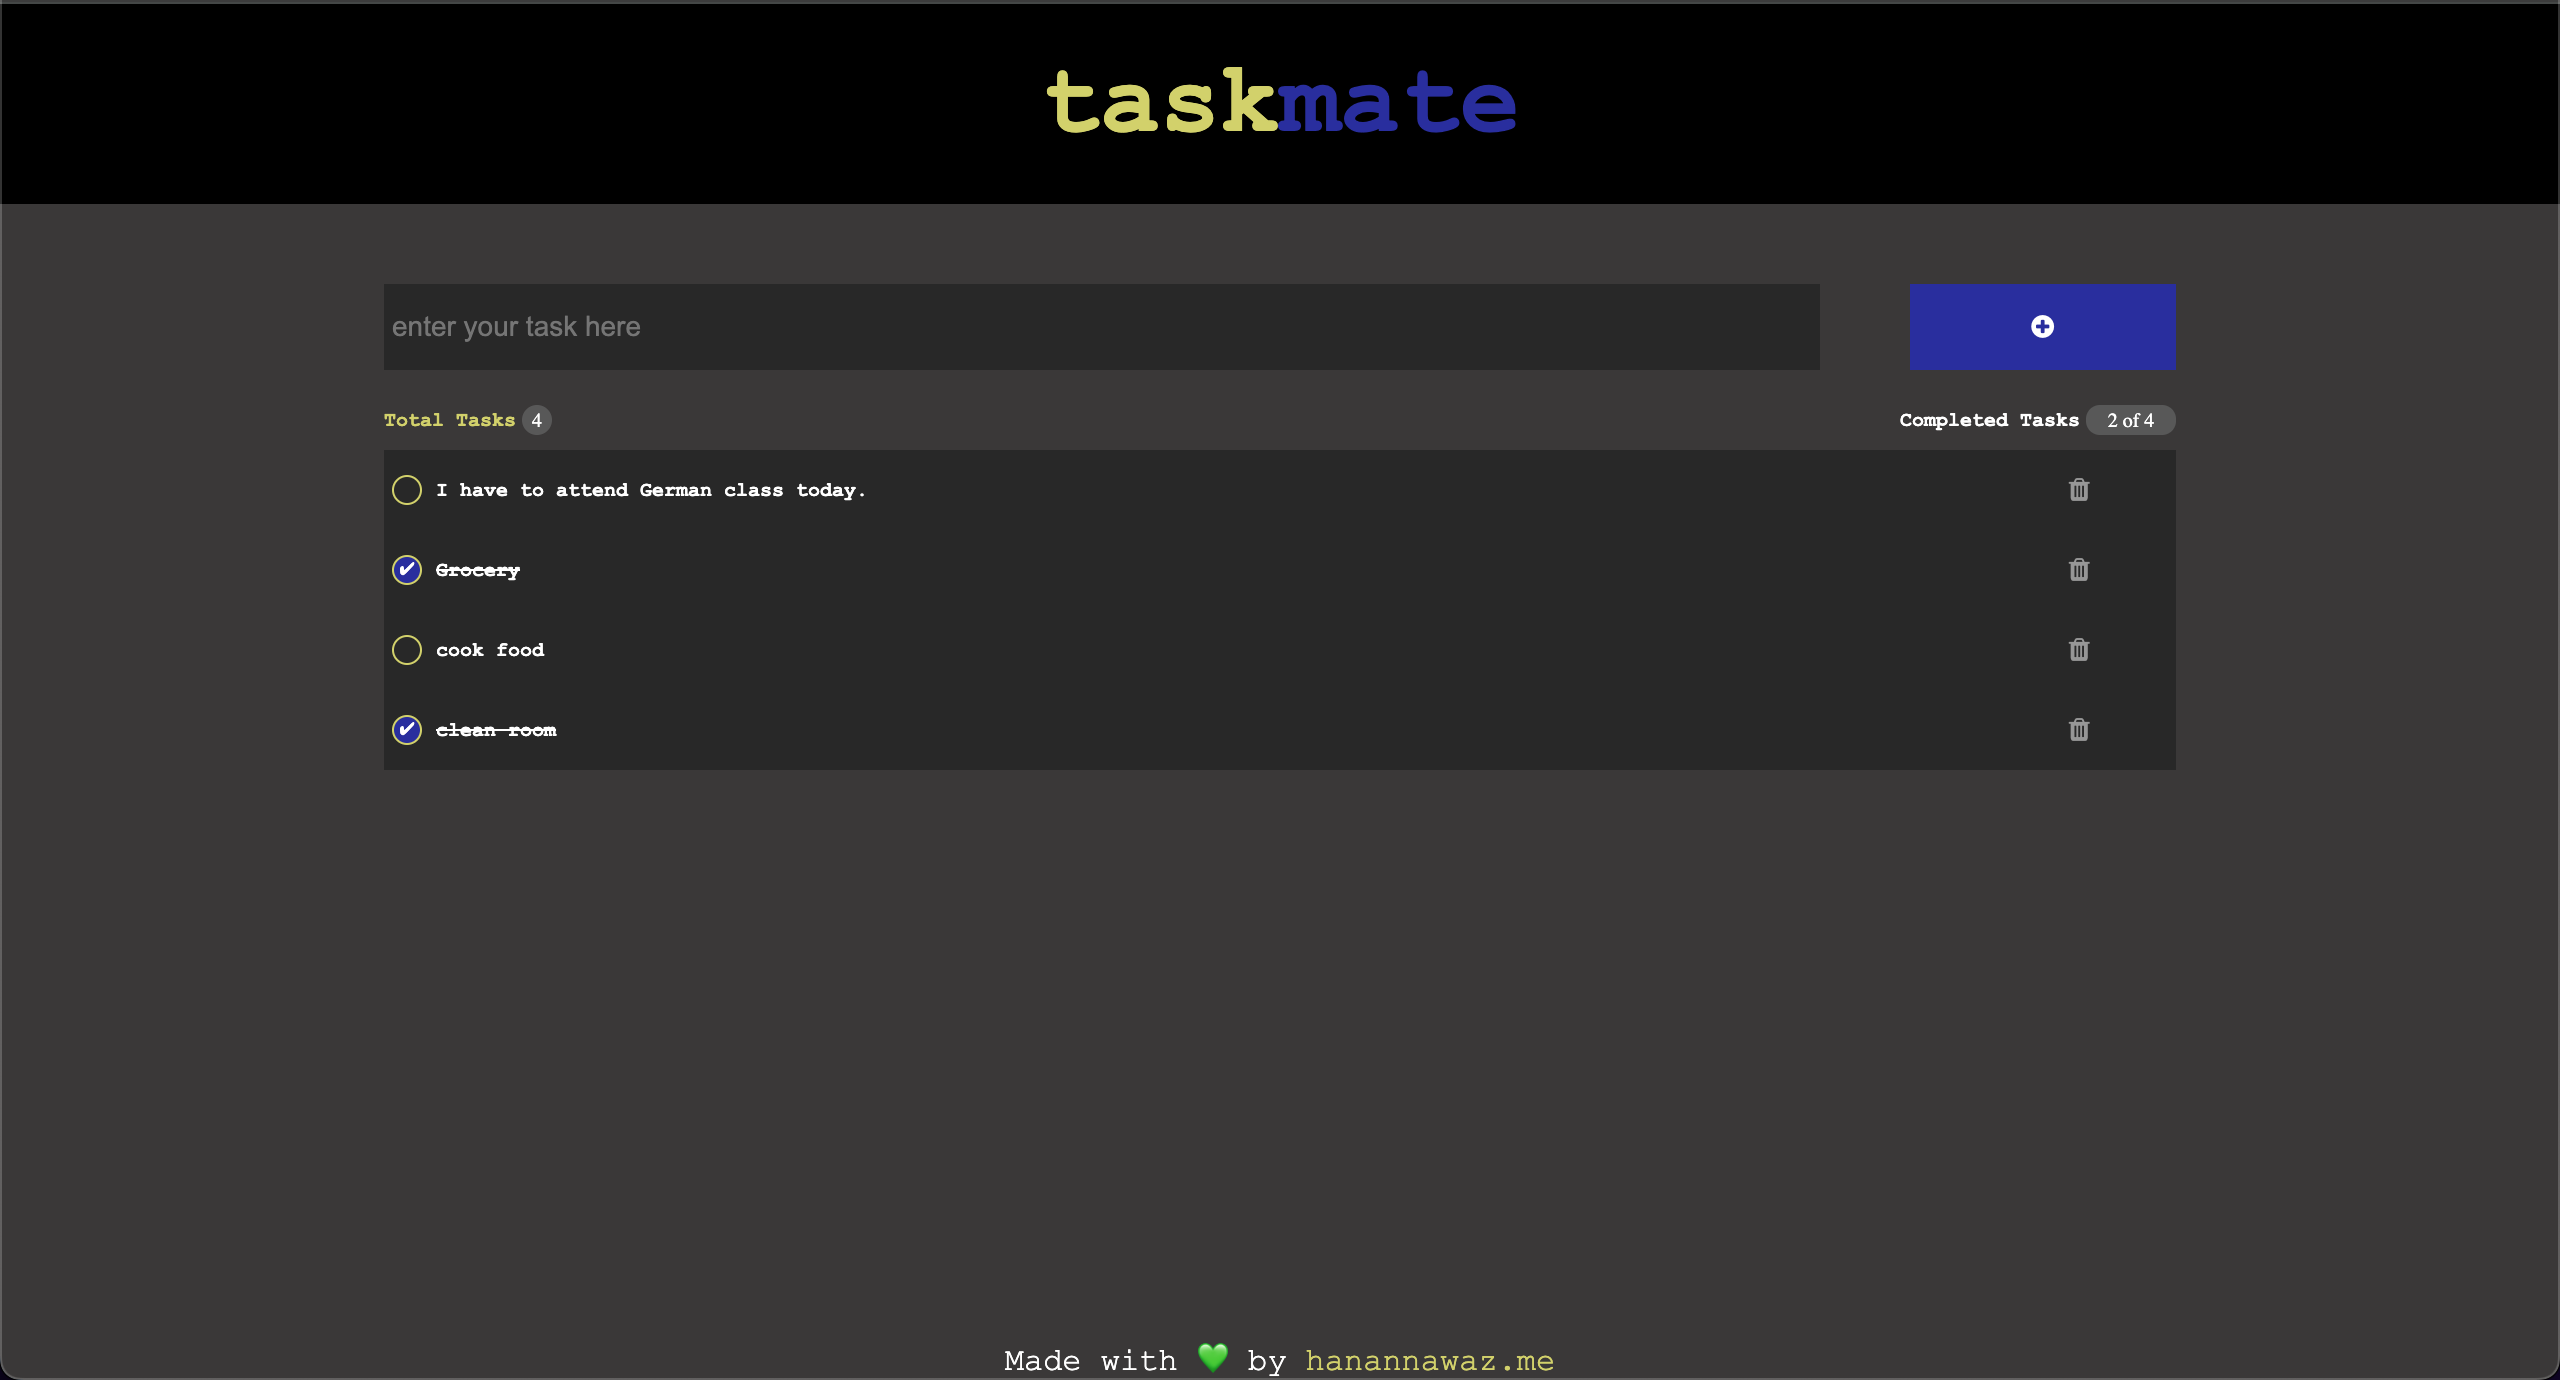 taskmate
enter your task here
Total Tasks 4
Completed Tasks 2 of 4
I have to attend German class today.
Grocery
cook food
clean room
Made with 💚 by hanannawaz.me